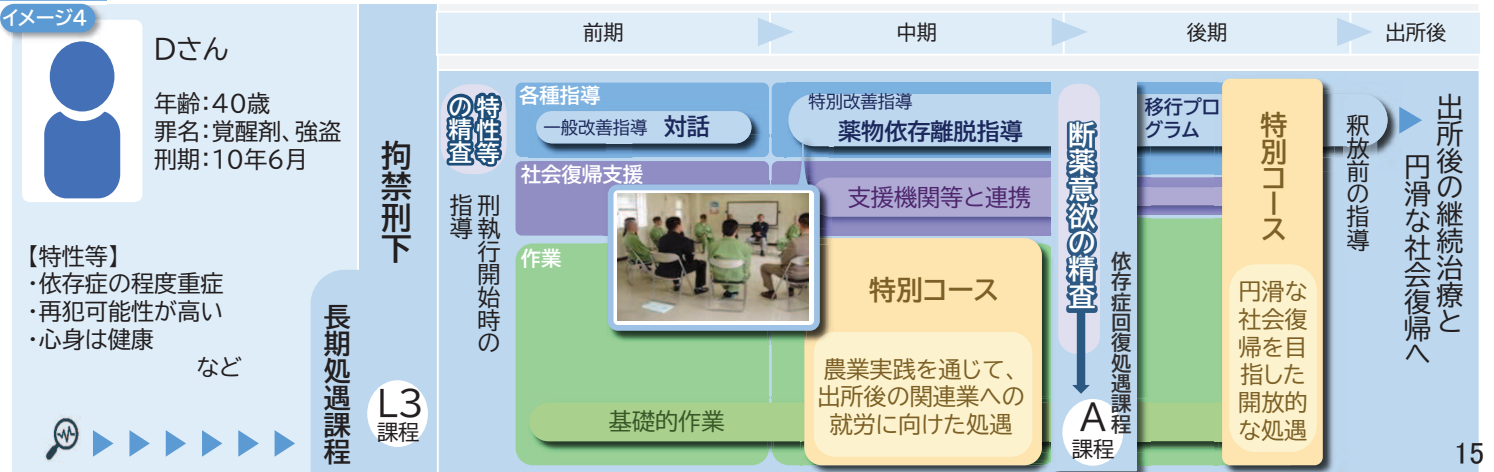 イメージ4
Dさん
年齢:40歳
罪名:覚醒剤、強盗
刑期:10年6月
【特性等】
・依存症の程度重症
・再犯可能性が高い
・心身は健康
など
長期処遇課程
拘禁刑下
L3
課程
前期
中期
後期
出所後
特性等
の精査
刑執行開始時の
指導
各種指導
一般改善指導 対話
社会復帰支援
作業
基礎的作業
特別改善指導
薬物依存離脱指導
支援機関等と連携
特別コース
農業実践を通じて、
出所後の関連業への
就労に向けた処遇
断薬意欲の精査
依存症回復処遇課程
A
課程
移行プロ
グラム
特別コース
円滑な
社会復
帰を目
指した
開放的
な処遇
釈放前の指導
出所後の継続治療と
円滑な社会復帰へ
15